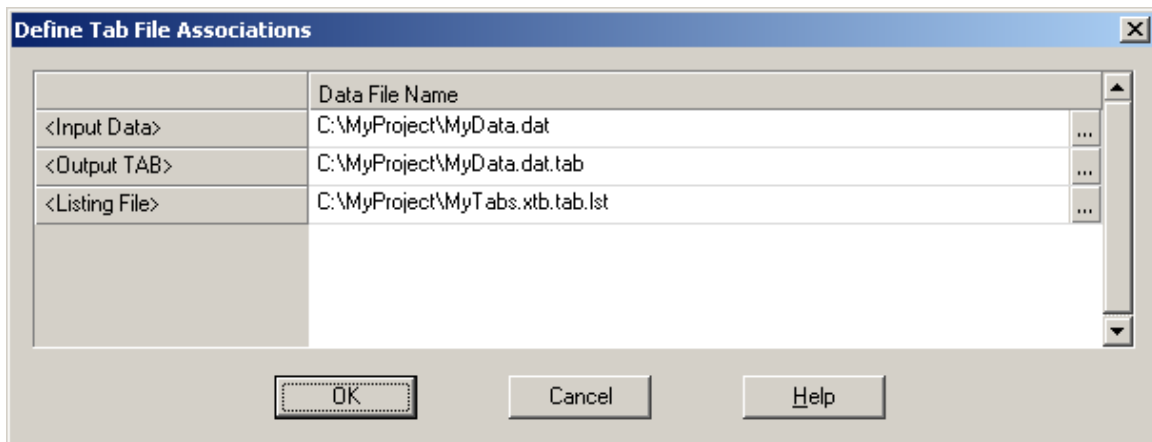 Define Tab File Associations
Data File Name
<Input Data> C:\MyProject\MyData.dat ...
<Output TAB> C:\MyProject\MyData.dat.tab ...
<Listing File> C:\MyProject\MyTabs.xtb.tab.lst ...
OK Cancel Help